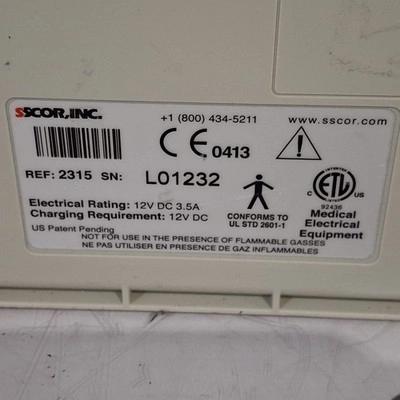 SSCOR, INC.
+1 (800) 434-5211
www.sscor.com
CE 0413
REF: 2315 SN: L01232
Electrical Rating: 12V DC 3.5A
Charging Requirement: 12V DC
US Patent Pending
CONFORMS TO
UL STD 2601-1
C ETL US
92436
Medical
Electrical
Equipment
NOT FOR USE IN THE PRESENCE OF FLAMMABLE GASSES
NE PAS UTILISER EN PRESENCE DE GAZ INFLAMMABLES